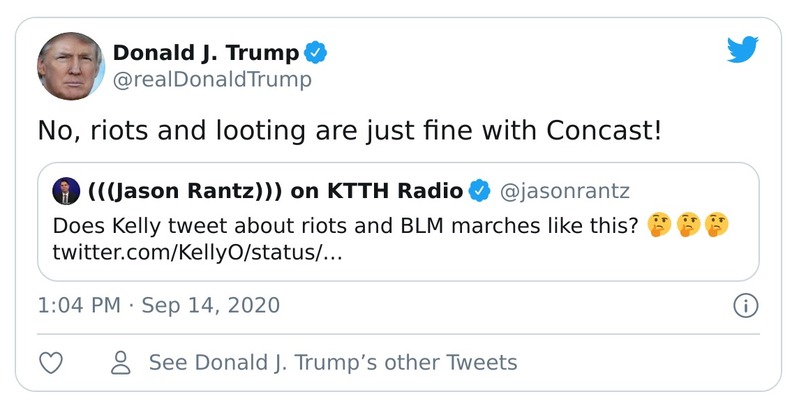 Donald J. Trump
@realDonaldTrump
No, riots and looting are just fine with Concast!
(((Jason Rantz))) on KTTH Radio @jasonrantz
Does Kelly tweet about riots and BLM marches like this? 🤔🤔🤔
twitter.com/KellyO/status/…
1:04 PM · Sep 14, 2020
See Donald J. Trump’s other Tweets